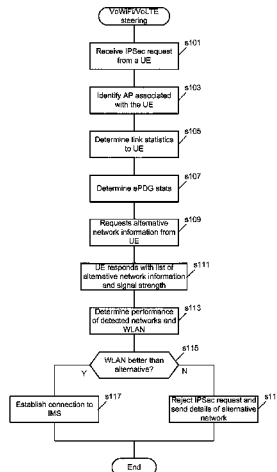 VoWiFi/VoLTE
steering
s101
Receive IPSec request
from a UE
s103
Identify AP associated
with the UE
s105
Determine link statistics
to UE
s107
Determine ePDG stats
s109
Requests alternative
network information from
UE
s111
UE responds with list of
alternative network information
and signal strength
s113
Determine performance
of detected networks and
WLAN
s115
WLAN better than
alternative?
Y
N
s117
Establish connection to
IMS
s11
Reject IPSec request and
send details of alternative
network
End